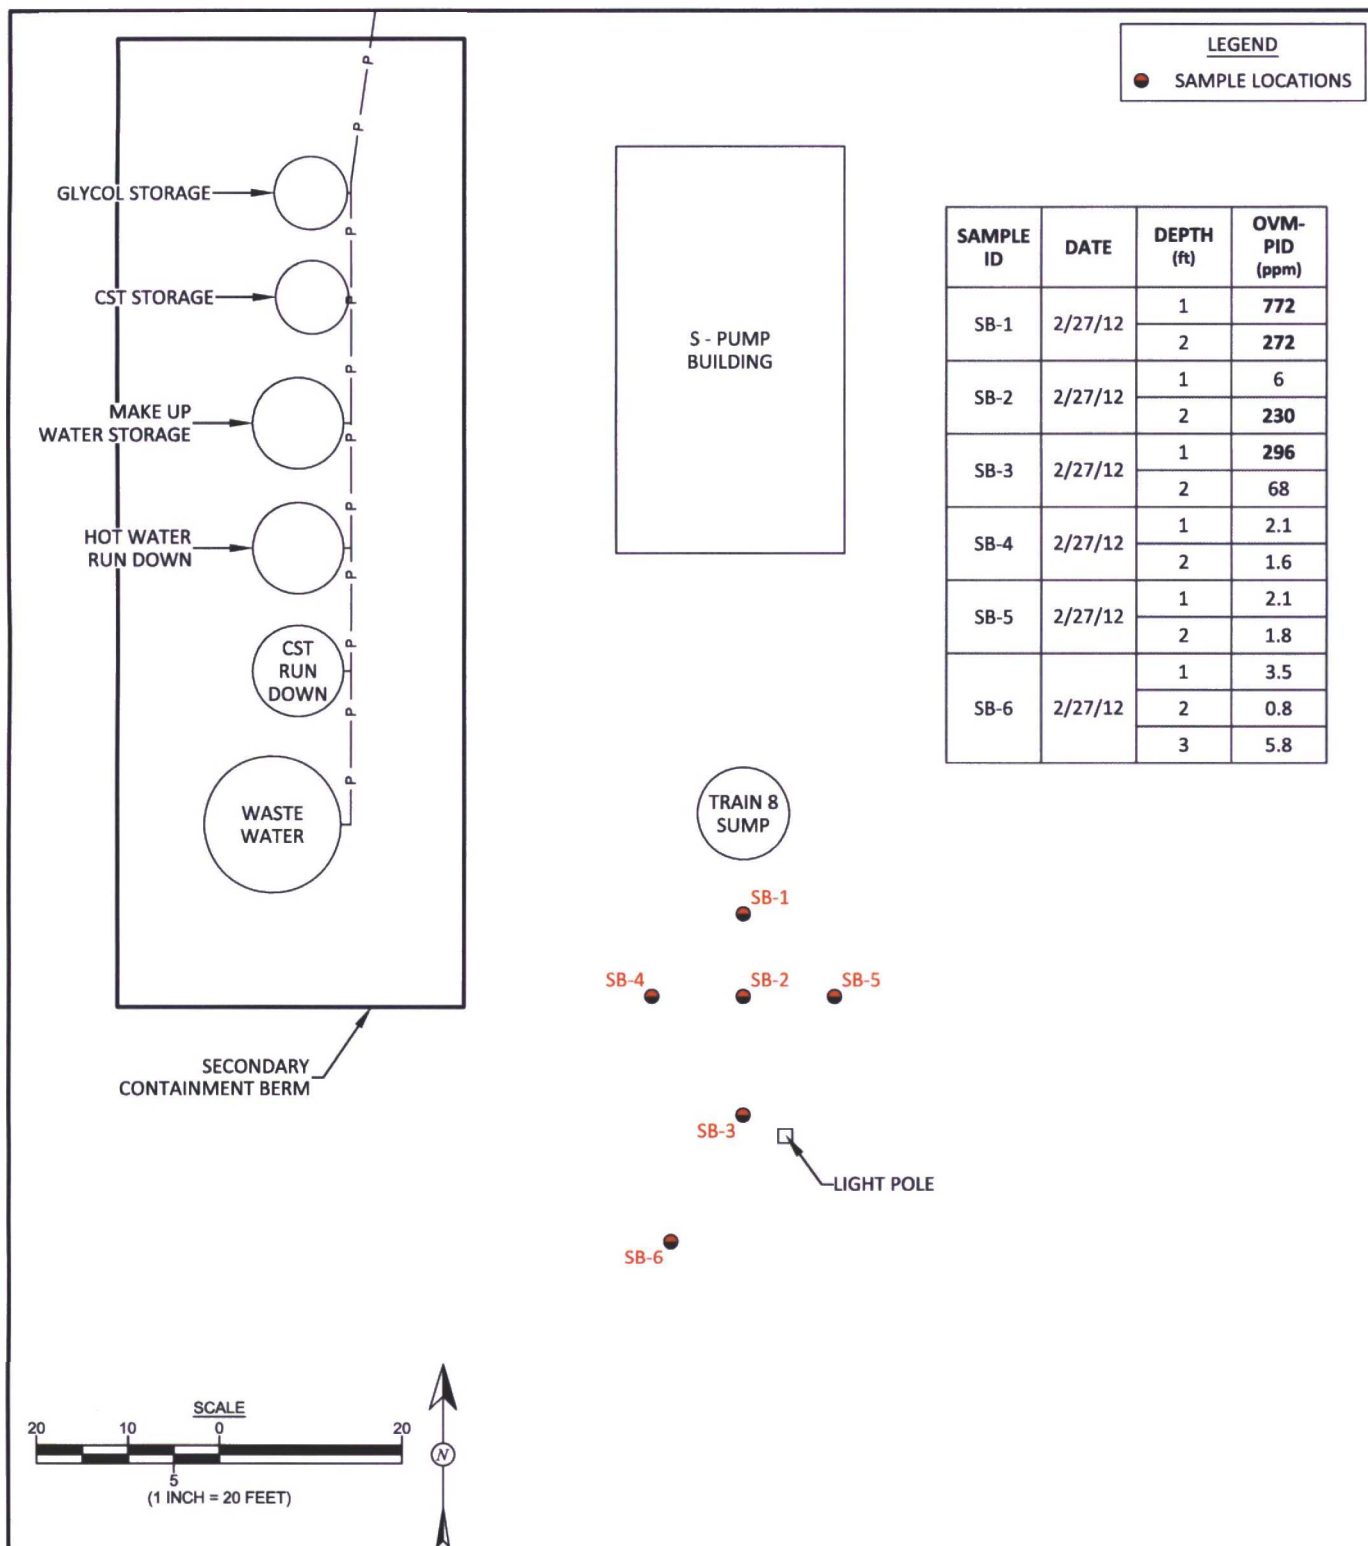 LEGEND
SAMPLE LOCATIONS
P
P
GLYCOL STORAGE
P
CST STORAGE
P
P
MAKE UP
WATER STORAGE
P
P
HOT WATER
RUN DOWN
P
P
CST
RUN
DOWN
P
P
WASTE
WATER
SECONDARY
CONTAINMENT BERM
S - PUMP
BUILDING
SAMPLE ID DATE DEPTH (ft) OVM-PID (ppm)
SB-1 2/27/12 1 772
2 272
SB-2 2/27/12 1 6
2 230
SB-3 2/27/12 1 296
2 68
SB-4 2/27/12 1 2.1
2 1.6
SB-5 2/27/12 1 2.1
2 1.8
SB-6 2/27/12 1 3.5
2 0.8
3 5.8
TRAIN 8
SUMP
SB-1
SB-4 SB-2 SB-5
SB-3
LIGHT POLE
SB-6
SCALE
20 10 0 20
5
(1 INCH = 20 FEET)
N